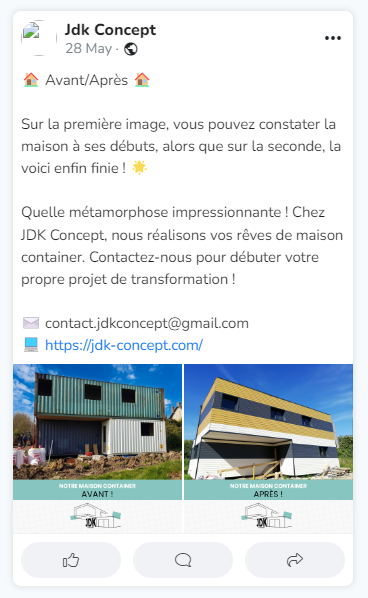 Jdk Concept
28 May ·
🏠 Avant/Après 🏠
Sur la première image, vous pouvez constater la
maison à ses débuts, alors que sur la seconde, la
voici enfin finie ! 🌟
Quelle métamorphose impressionnante ! Chez
JDK Concept, nous réalisons vos rêves de maison
container. Contactez-nous pour débuter votre
propre projet de transformation !
✉️ contact.jdkconcept@gmail.com
💻 https://jdk-concept.com/
NOTRE MAISON CONTAINER
AVANT !
JDK
NOTRE MAISON CONTAINER
APRÈS !
JDK